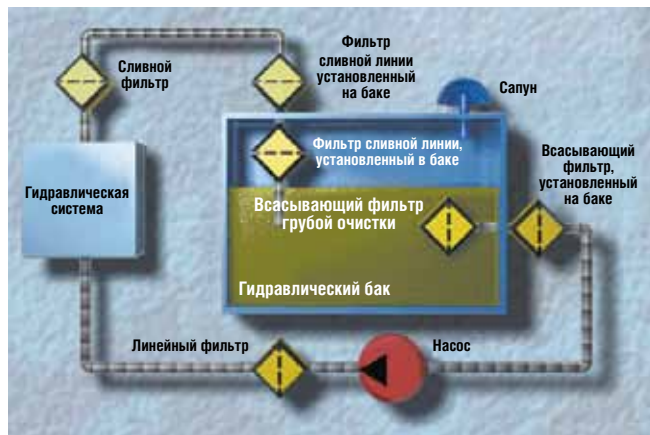 Фильтр
сливной линии
установленный
на баке
Сливной
фильтр
Сапун
Фильтр сливной линии,
установленный в баке
Всасывающий
фильтр,
установленный
на баке
Гидравлическая
система
Всасывающий фильтр
грубой очистки
Гидравлический бак
Линейный фильтр
Насос